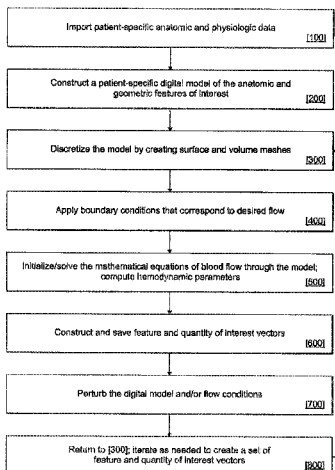 Import patient-specific anatomic and physiologic data
[100]
Construct a patient-specific digital model of the anatomic and
geometric features of interest
[200]
Discretize the model by creating surface and volume meshes
[300]
Apply boundary conditions that correspond to desired flow
[400]
Initialize/solve the mathematical equations of blood flow through the model;
compute hemodynamic parameters
[500]
Construct and save feature and quantity of interest vectors
[600]
Perturb the digital model and/or flow conditions
[700]
Return to [300]; iterate as needed to create a set of
feature and quantity of interest vectors
[800]